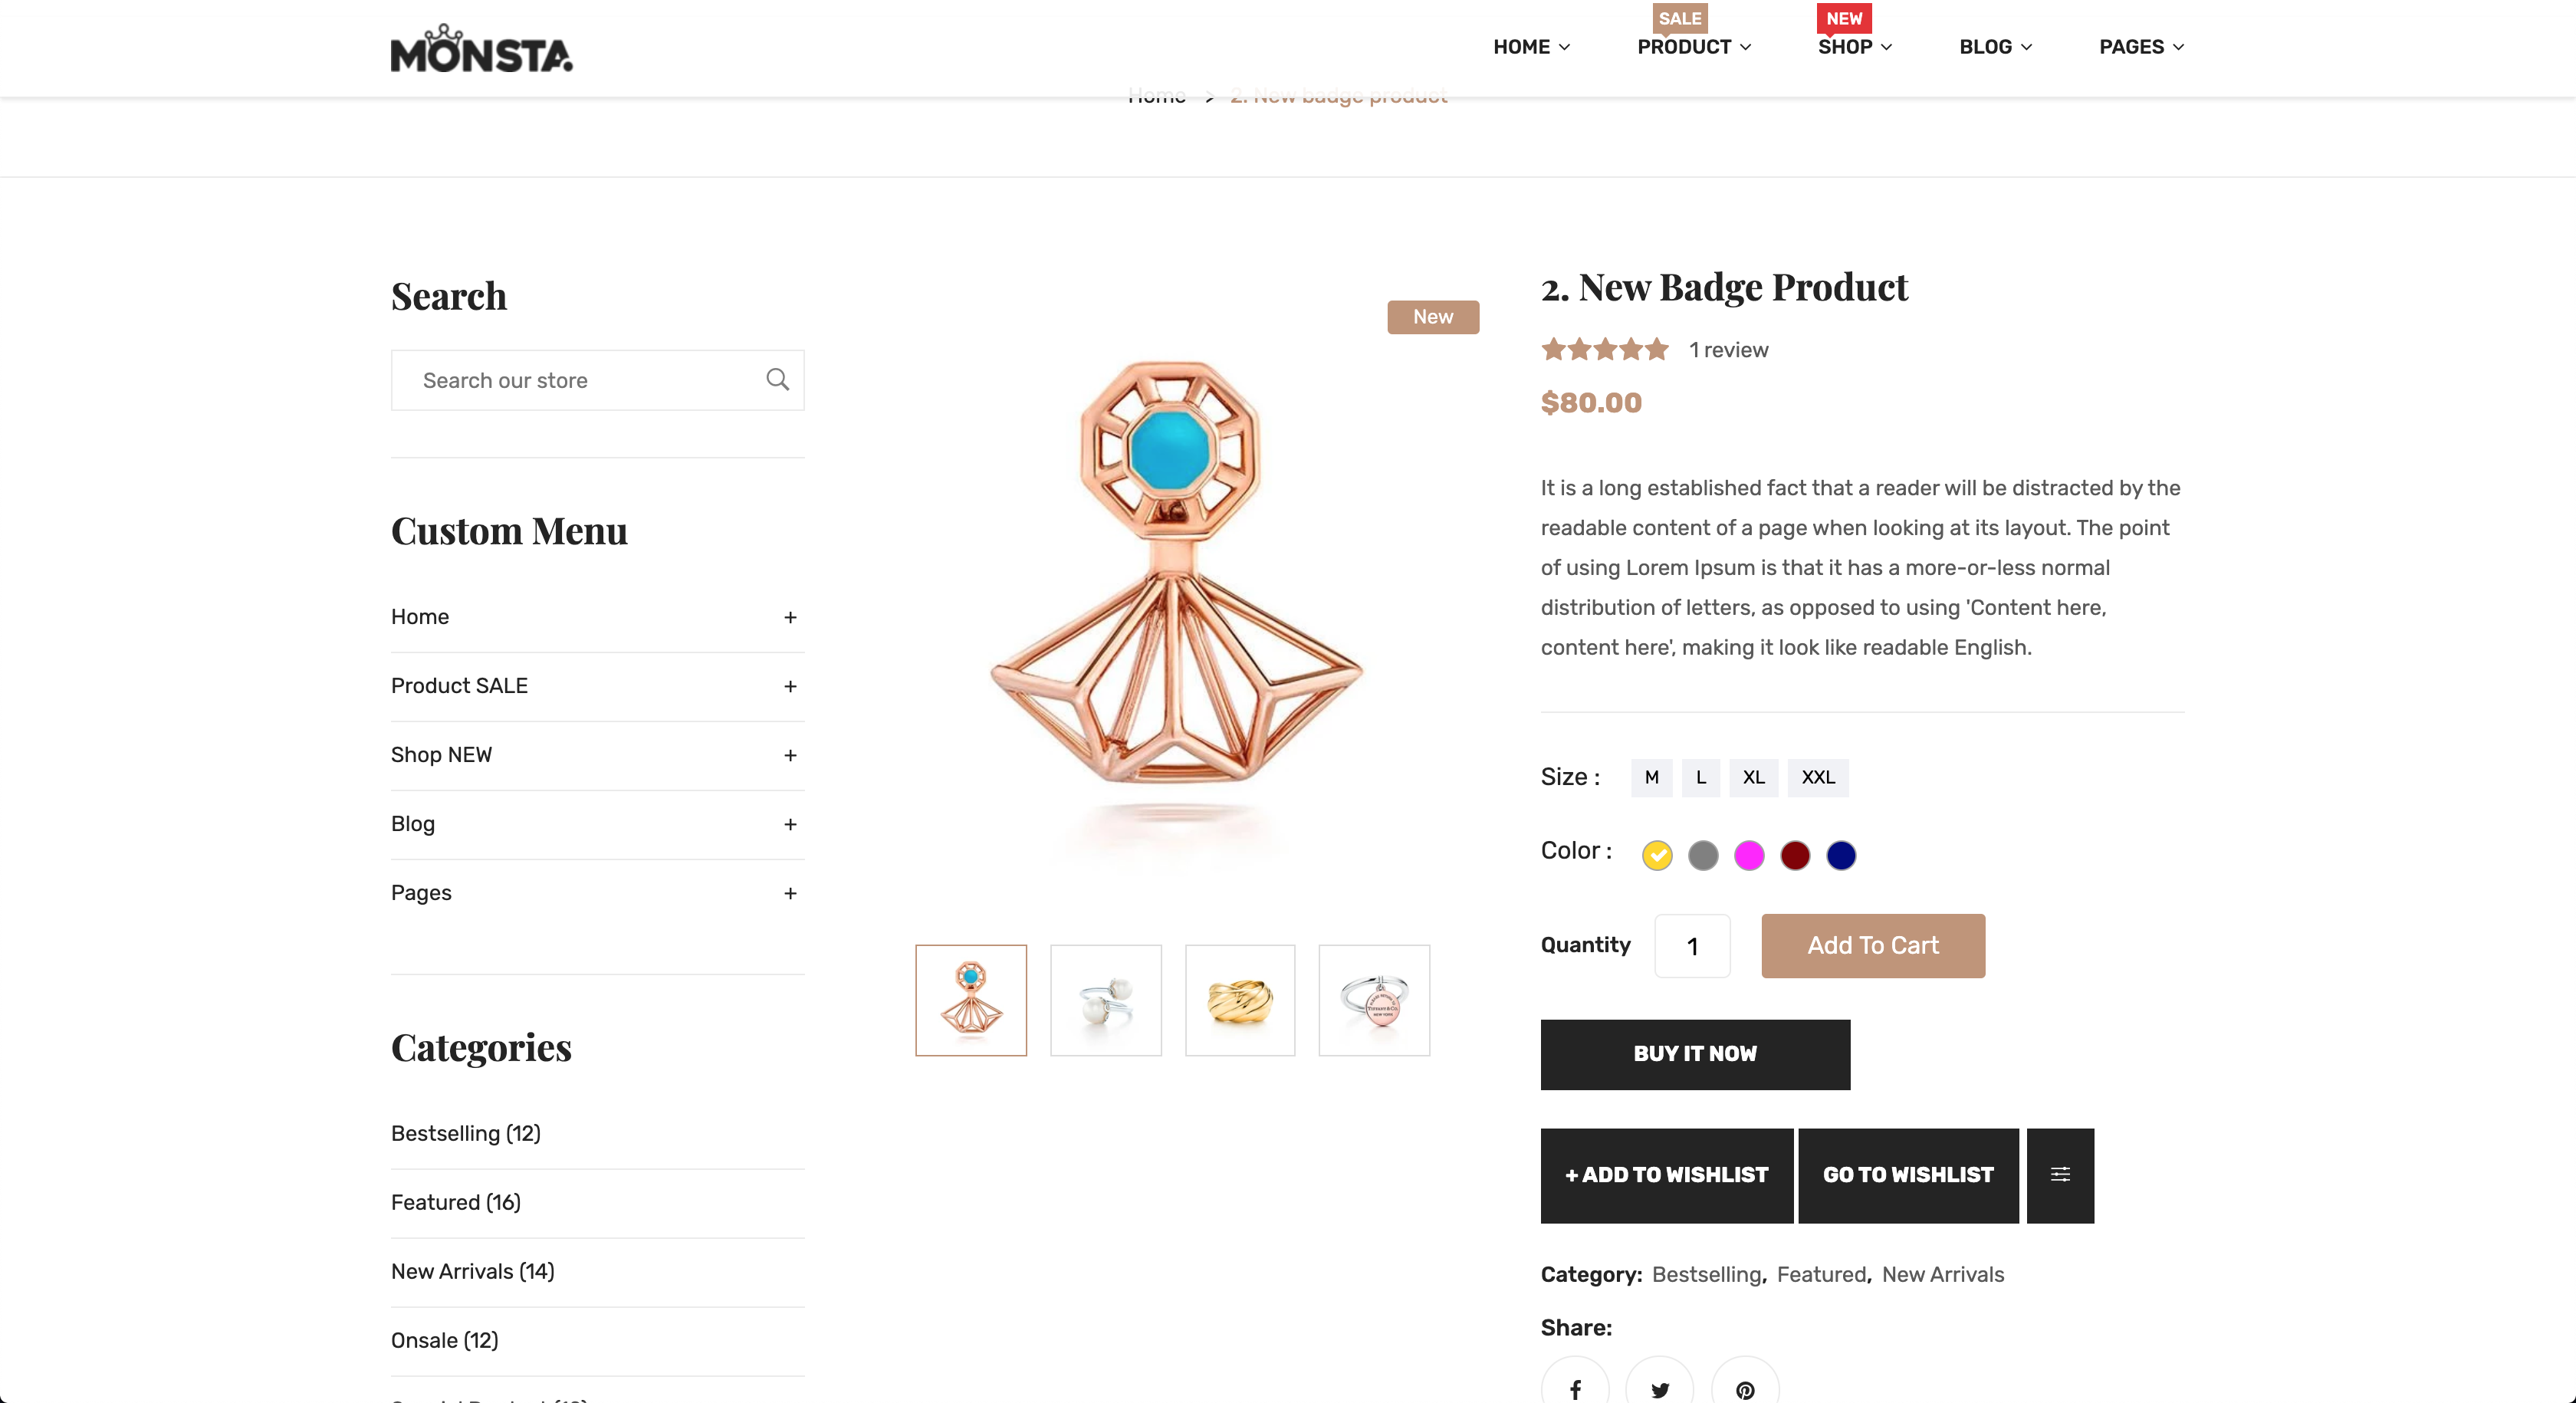 MONSTA.
HOME
SALE
PRODUCT
NEW
SHOP
BLOG
PAGES
Home > 2. New badge product
Search
Search our store
Custom Menu
Home +
Product SALE +
Shop NEW +
Blog +
Pages +
Categories
Bestselling (12)
Featured (16)
New Arrivals (14)
Onsale (12)
New
2. New Badge Product
1 review
$80.00
It is a long established fact that a reader will be distracted by the
readable content of a page when looking at its layout. The point
of using Lorem Ipsum is that it has a more-or-less normal
distribution of letters, as opposed to using 'Content here,
content here', making it look like readable English.
Size : M L XL XXL
Color :
Quantity 1 Add To Cart
BUY IT NOW
+ ADD TO WISHLIST GO TO WISHLIST
Category: Bestselling, Featured, New Arrivals
Share: